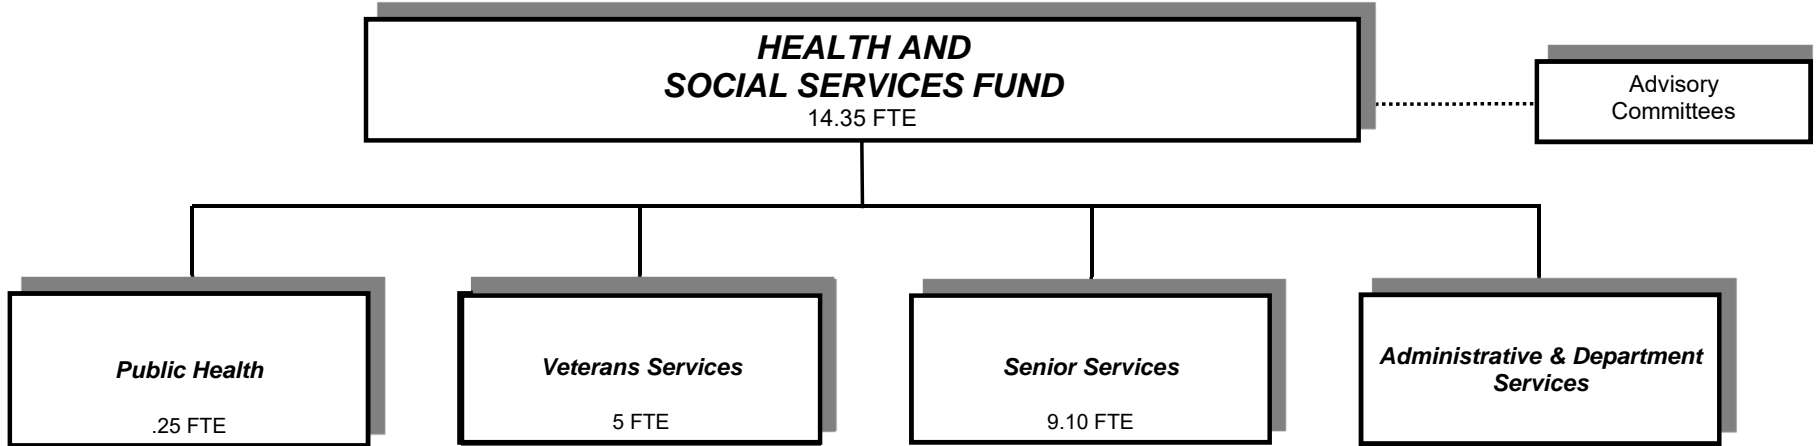 HEALTH AND
SOCIAL SERVICES FUND
14.35 FTE
Advisory
Committees
Public Health
.25 FTE
Veterans Services
5 FTE
Senior Services
9.10 FTE
Administrative & Department
Services